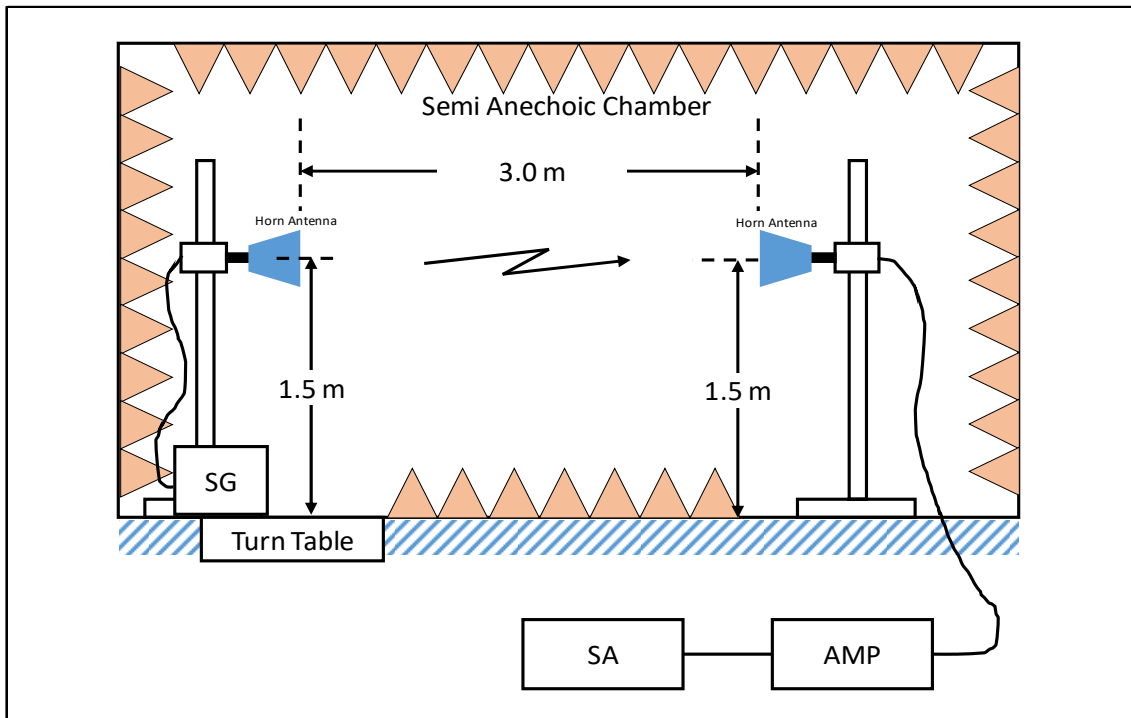 Semi Anechoic Chamber
3.0 m
Horn Antenna
Horn Antenna
1.5 m
1.5 m
SG
Turn Table
SA
AMP